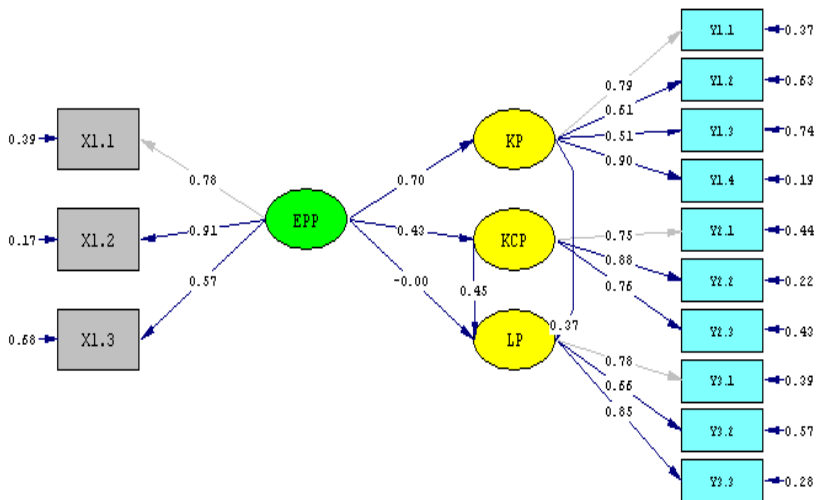 Y1.1 0.37
0.79
Y1.2 0.63
0.61
0.39 X1.1 KP 0.51 Y1.3 0.74
0.90
0.78 0.70 Y1.4 0.19
EPP
0.17 X1.2 0.91 0.43 KCP 0.75 Y2.1 0.44
0.88
0.57 -0.00 0.76 Y2.2 0.22
0.45
0.37
0.68 X1.3 LP Y2.3 0.43
0.78
Y3.1 0.39
0.66
0.85
Y3.2 0.57
Y3.3 0.28